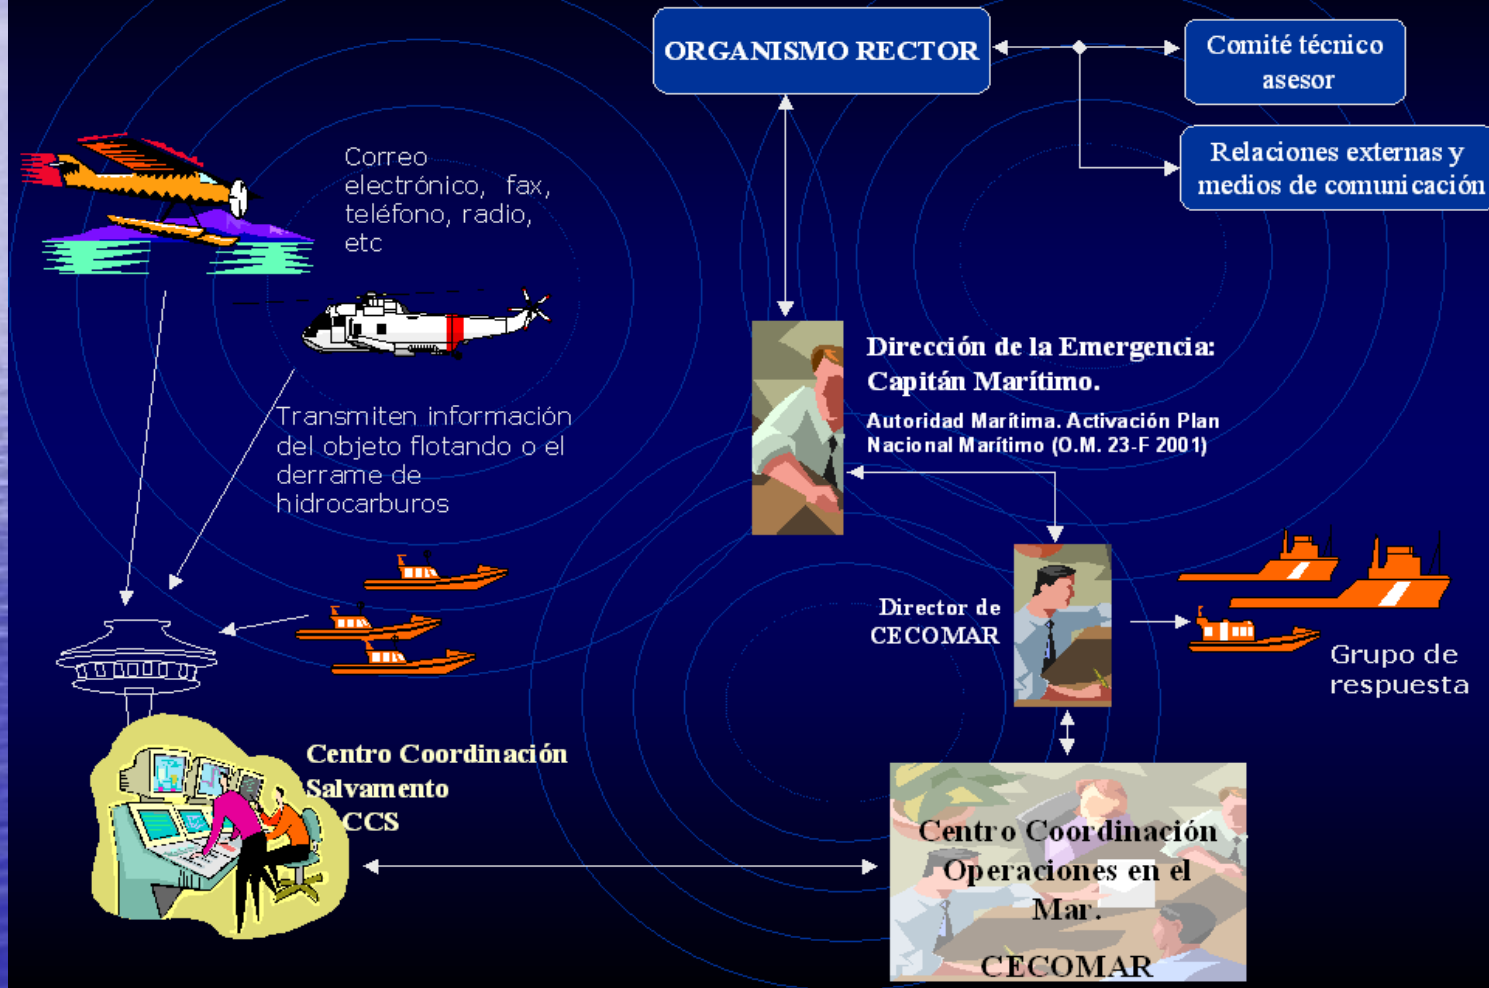 ORGANISMO RECTOR
Comité técnico
asesor
Relaciones externas y
medios de comunicación
Correo
electrónico, fax,
teléfono, radio,
etc
Transmiten información
del objeto flotando o el
derrame de
hidrocarburos
Dirección de la Emergencia:
Capitán Marítimo.
Autoridad Marítima. Activación Plan
Nacional Marítimo (O.M. 23-F 2001)
Director de
CECOMAR
Grupo de
respuesta
Centro Coordinación
Salvamento
CCS
Centro Coordinación
Operaciones en el
Mar.
CECOMAR